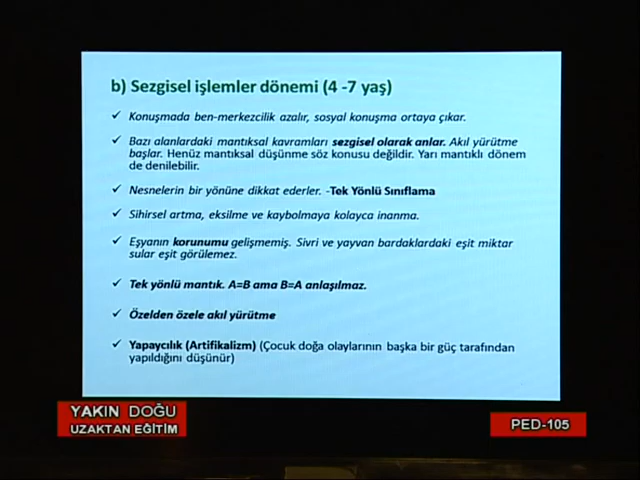 b) Sezgisel işlemler dönemi (4 -7 yaş)
✓ Konuşmada ben-merkezcilik azalır, sosyal konuşma ortaya çıkar.
✓ Bazı alanlardaki mantıksal kavramları sezgisel olarak anlar. Akıl yürütme
başlar. Henüz mantıksal düşünme söz konusu değildir. Yarı mantıklı dönem
de denilebilir.
✓ Nesnelerin bir yönüne dikkat ederler. -Tek Yönlü Sınıflama
✓ Sihirsel artma, eksilme ve kaybolmaya kolayca inanma.
✓ Eşyanın korunumu gelişmemiş. Sivri ve yayvan bardaklardaki eşit miktar
sular eşit görülemez.
✓ Tek yönlü mantık. A=B ama B=A anlaşılmaz.
✓ Özelden özele akıl yürütme
✓ Yapaycılık (Artifikalizm) (Çocuk doğa olaylarının başka bir güç tarafından
yapıldığını düşünür)
YAKIN DOĞU
UZAKTAN EĞİTİM
PED-105